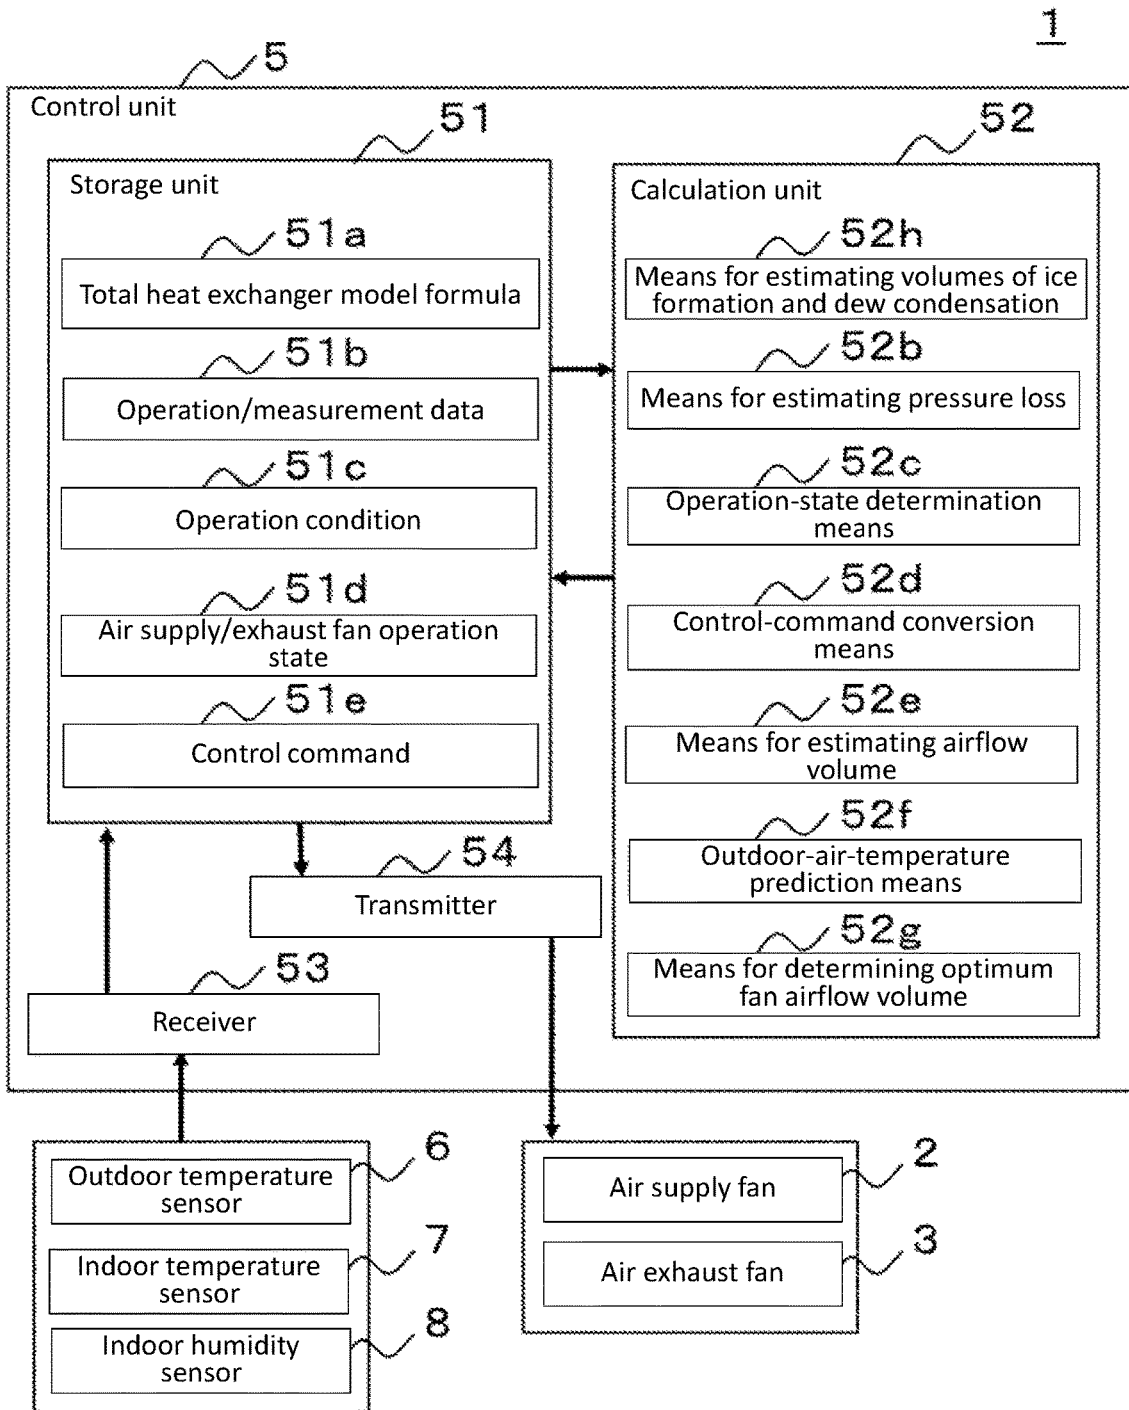 1
5
Control unit
51
Storage unit
51a
Total heat exchanger model formula
51b
Operation/measurement data
51c
Operation condition
51d
Air supply/exhaust fan operation
state
51e
Control command
52
Calculation unit
52h
Means for estimating volumes of ice
formation and dew condensation
52b
Means for estimating pressure loss
52c
Operation-state determination
means
52d
Control-command conversion
means
52e
Means for estimating airflow
volume
52f
Outdoor-air-temperature
prediction means
52g
Means for determining optimum
fan airflow volume
54
Transmitter
53
Receiver
6
Outdoor temperature
sensor
7
Indoor temperature
sensor
8
Indoor humidity
sensor
2
Air supply fan
3
Air exhaust fan